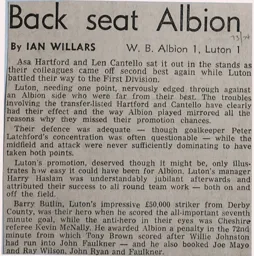 Back seat Albion
73/74
By IAN WILLARS W. B. Albion 1, Luton 1
Asa Hartford and Len Cantello sat it out in the stands as
their colleagues came off second best again while Luton
battled their way to the First Division.
Luton, needing one point, nervously edged through against
an Albion side who were far from their best. The troubles
involving the transfer-listed Hartford and Cantello have clearly
had their effect and the way Albion played mirrored all the
reasons why they missed their promotion chances.
Their defence was adequate — though goalkeeper Peter
Latchford's concentration was often questionable — while the
midfield and attack were never sufficiently dominating to have
taken both points.
Luton's promotion, deserved though it might be, only illus-
trates how easy it could have been for Albion. Luton's manager
Harry Haslam was understandably jubilant afterwards and
attributed their success to all round team work — both on and
off the field.
Barry Butlin, Luton's impressive £50,000 striker from Derby
County, was their hero when he scored the all-important seventh
minute goal, while the anti-hero in their eyes was Cheshire
referee Kevin McNally. He awarded Albion a penalty in the 72nd
minute from which Tony Brown scored after Willie Johnston
had run into John Faulkner — and he also booked Joe Mayo
and Ray Wilson, John Ryan and Faulkner.